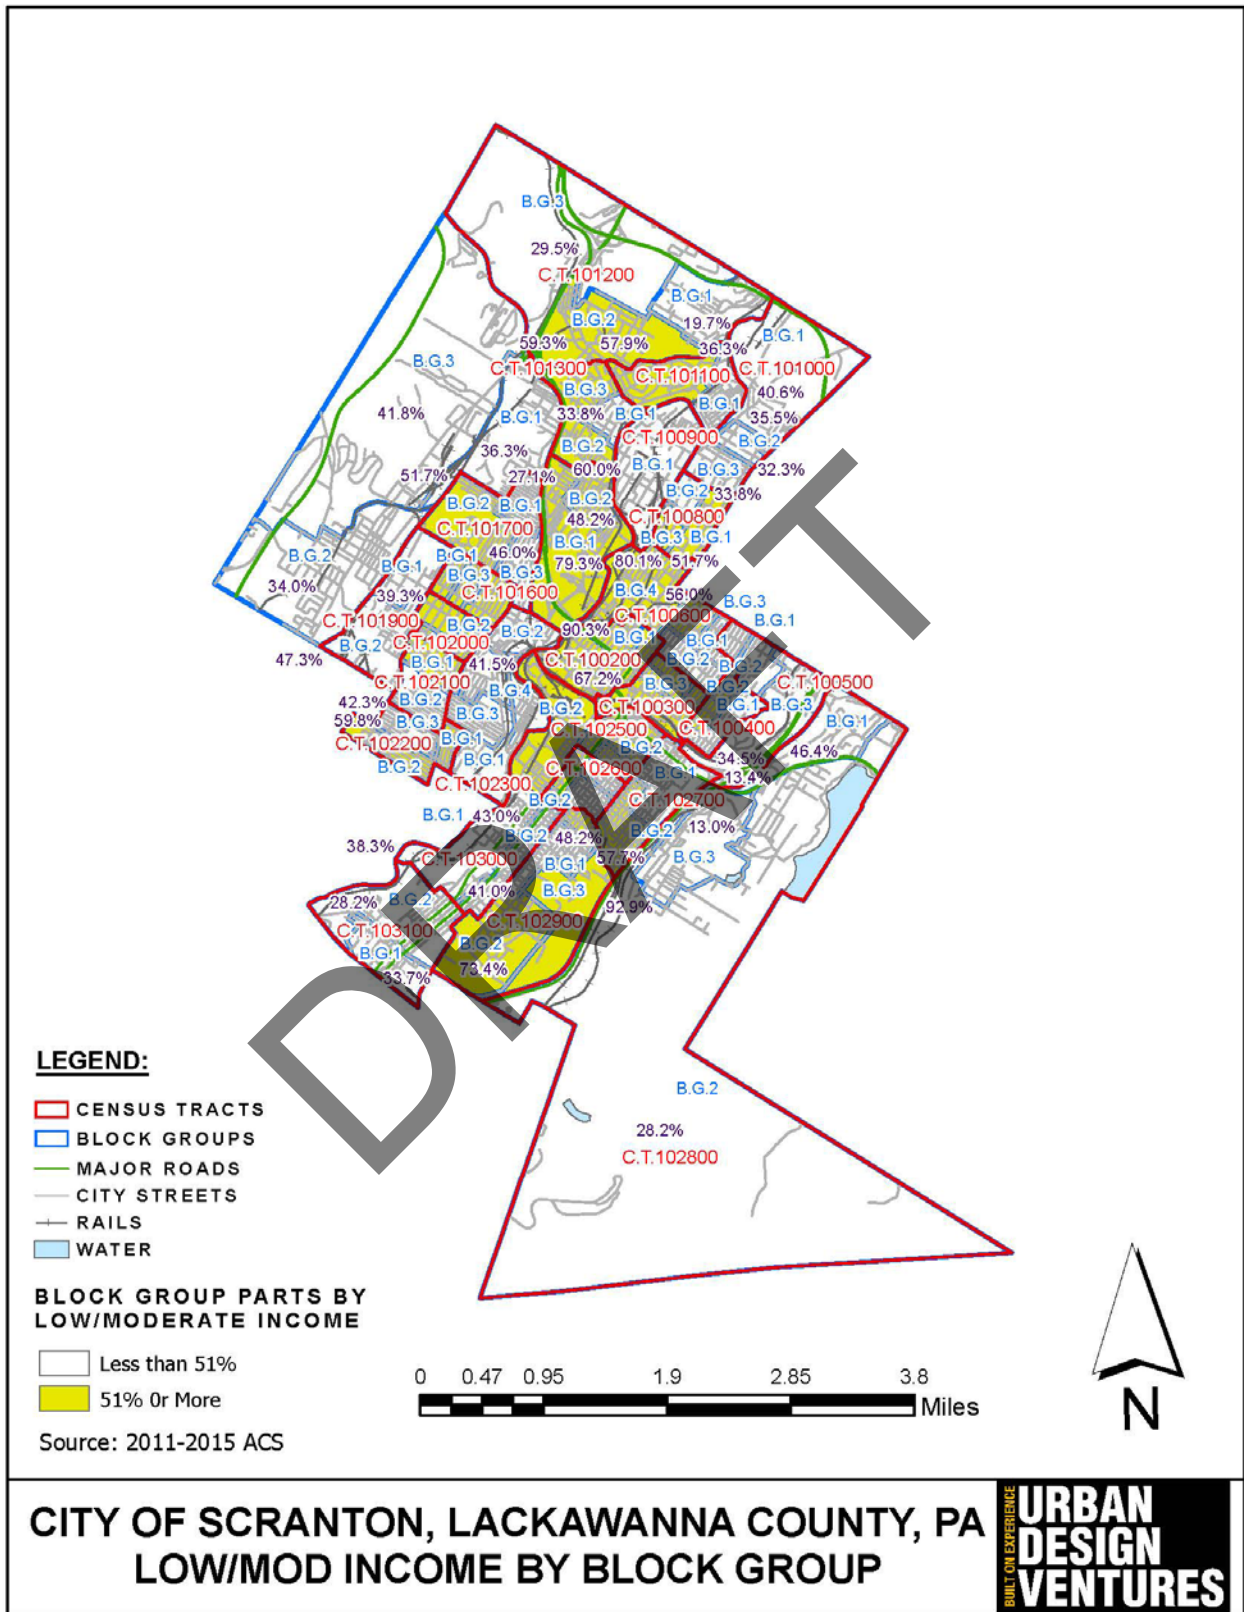 B.G.3
29.5%
C.T.101200
B.G.1
B.G.2
19.7%
B.G.1
59.3%
57.9%
36.3%
B.G.3
C.T.101300
C.T.101100
C.T.101000
B.G.3
40.6%
41.8%
B.G.1
33.8%
B.G.1
B.G.1
35.5%
C.T.100900
B.G.2
36.3%
B.G.2
B.G.1
51.7%
27.1%
60.0%
B.G.3
32.3%
B.G.2
B.G.1
B.G.2
B.G.2
33.8%
C.T.101700
48.2%
C.T.100800
B.G.1
B.G.3
B.G.1
B.G.2
B.G.1
46.0%
79.3%
80.1%
51.7%
34.0%
B.G.1
B.G.3
B.G.3
B.G.4
39.3%
C.T.101600
56.0%
B.G.3
C.T.101900
B.G.2
C.T.100600
B.G.1
B.G.2
C.T.102000
B.G.2
90.3%
B.G.1
B.G.1
47.3%
B.G.1
41.5%
C.T.100200
B.G.2
B.G.2
C.T.102100
67.2%
B.G.3
B.G.2
C.T.100500
42.3%
B.G.2
B.G.4
B.G.2
C.T.100300
B.G.1
B.G.3
59.8%
B.G.3
B.G.3
C.T.102500
C.T.100400
B.G.1
C.T.102200
B.G.1
B.G.2
46.4%
B.G.2
B.G.1
C.T.102600
B.G.1
34.5%
C.T.102300
13.4%
B.G.1
43.0%
B.G.2
C.T.102700
38.3%
B.G.2
48.2%
B.G.2
13.0%
C.T.103000
57.7%
B.G.3
B.G.1
28.2%
B.G.2
41.0%
B.G.3
92.9%
C.T.103100
C.T.102900
B.G.1
B.G.2
33.7%
73.4%
DRAFT
B.G.2
28.2%
C.T.102800
LEGEND:
CENSUS TRACTS
BLOCK GROUPS
MAJOR ROADS
CITY STREETS
RAILS
WATER
BLOCK GROUP PARTS BY
LOW/MODERATE INCOME
Less than 51%
51% 0r More
Source: 2011-2015 ACS
0 0.47 0.95 1.9 2.85 3.8
Miles
N
CITY OF SCRANTON, LACKAWANNA COUNTY, PA
LOW/MOD INCOME BY BLOCK GROUP
BUILT ON EXPERIENCE
URBAN
DESIGN
VENTURES